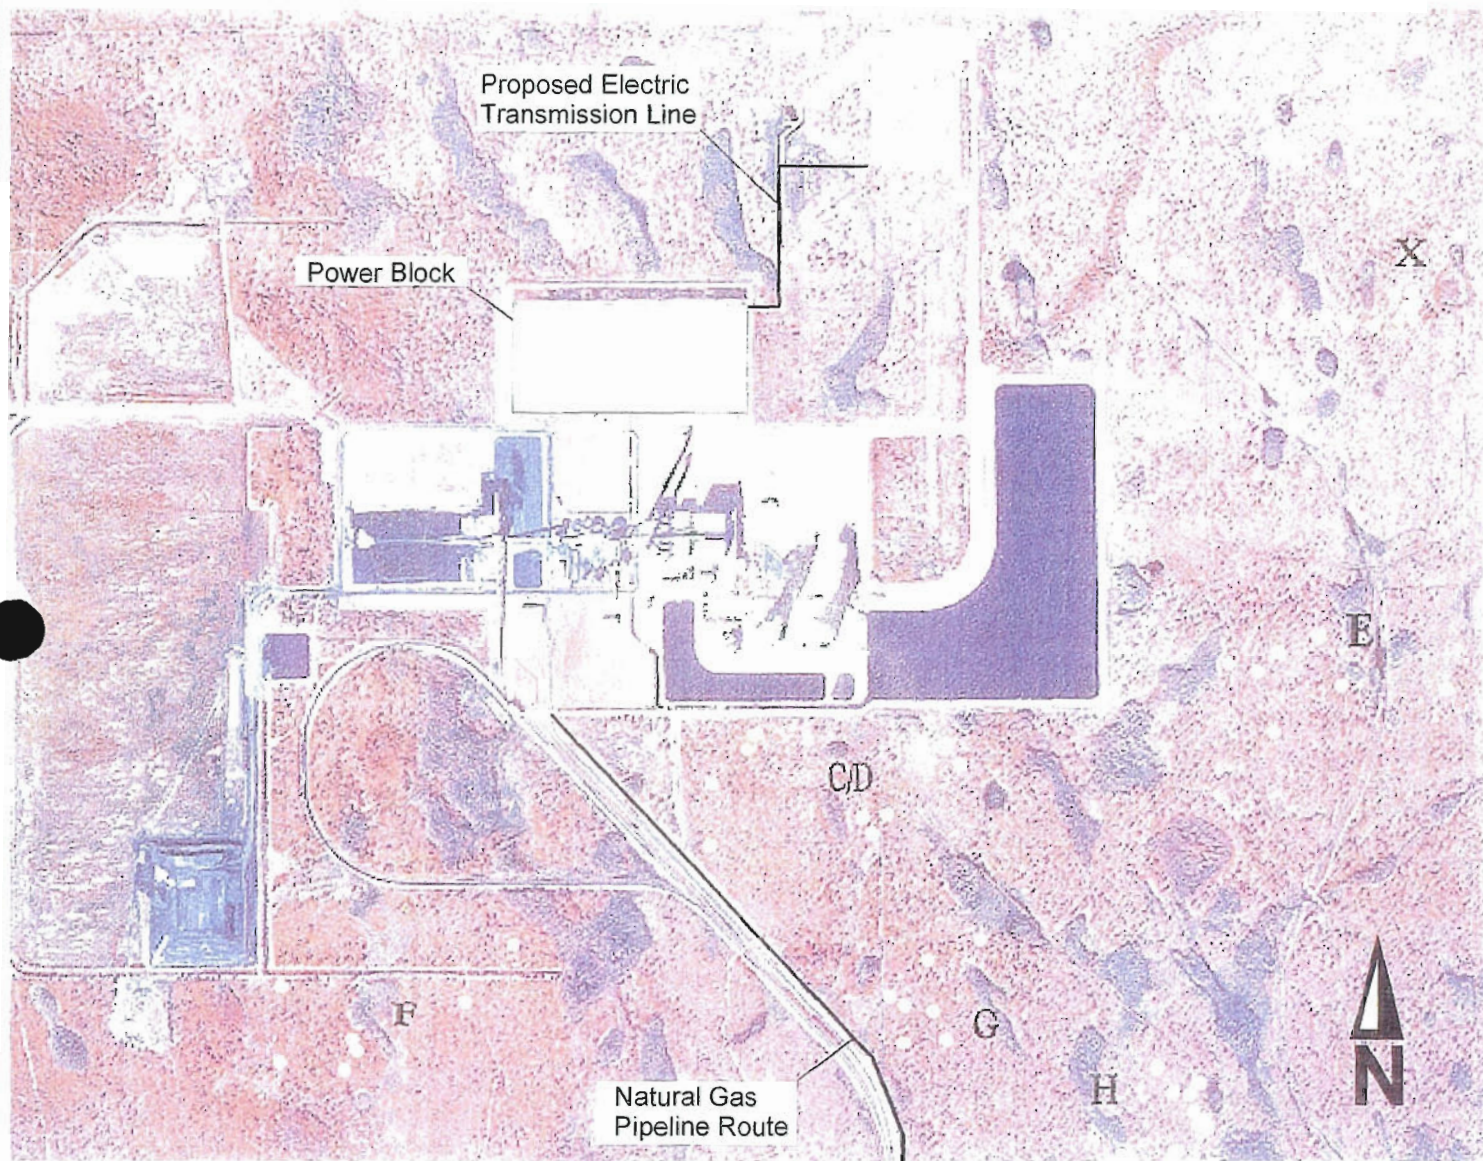 Proposed Electric
Transmission Line
X
Power Block
E
C/D
F
G
H
N
Natural Gas
Pipeline Route